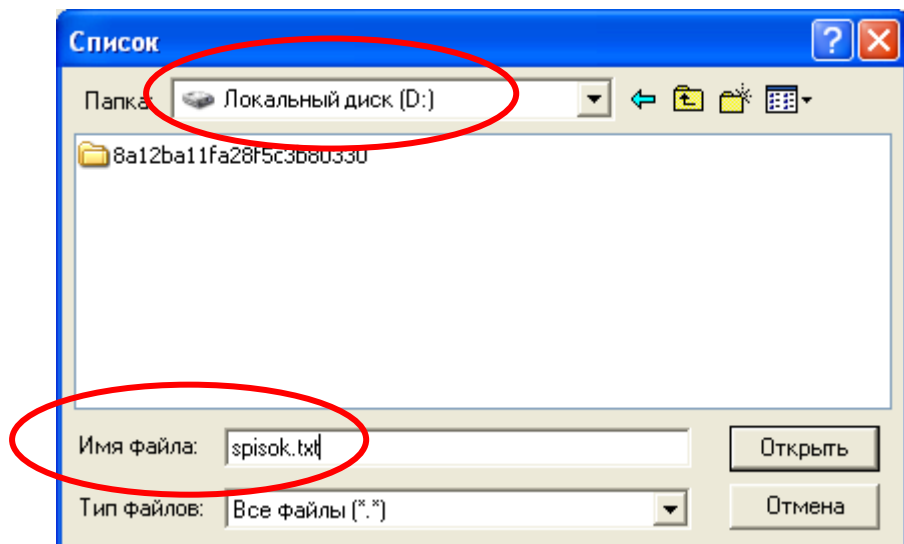 Список
Папка: Локальный диск (D:)
8a12ba11fa28f5c3b80330
Имя файла: spisok.txt Открыть
Тип файлов: Все файлы (*.*) Отмена